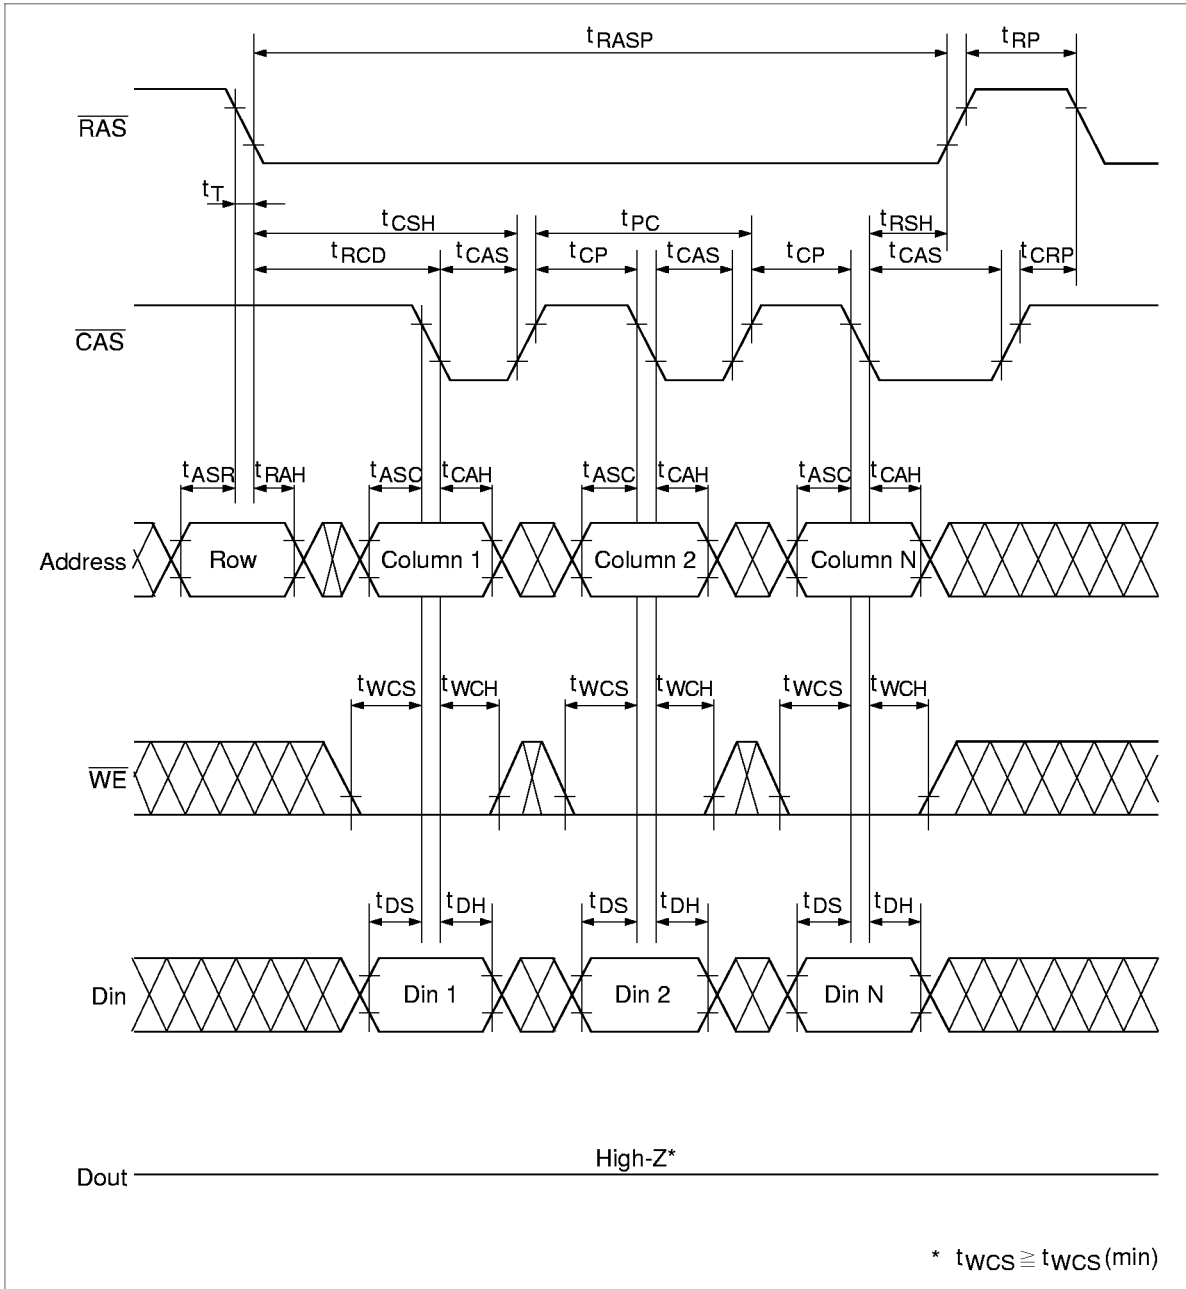 tRASP tRP
RAS
tT
tCSH tPC tRSH
tRCD tCAS tCP tCAS tCP tCAS tCRP
CAS
tASR tRAH tASC tCAH tASC tCAH tASC tCAH
Address Row Column 1 Column 2 Column N
tWCS tWCH tWCS tWCH tWCS tWCH
WE
tDS tDH tDS tDH tDS tDH
Din Din 1 Din 2 Din N
High-Z*
Dout
* tWCS ≧ tWCS (min)